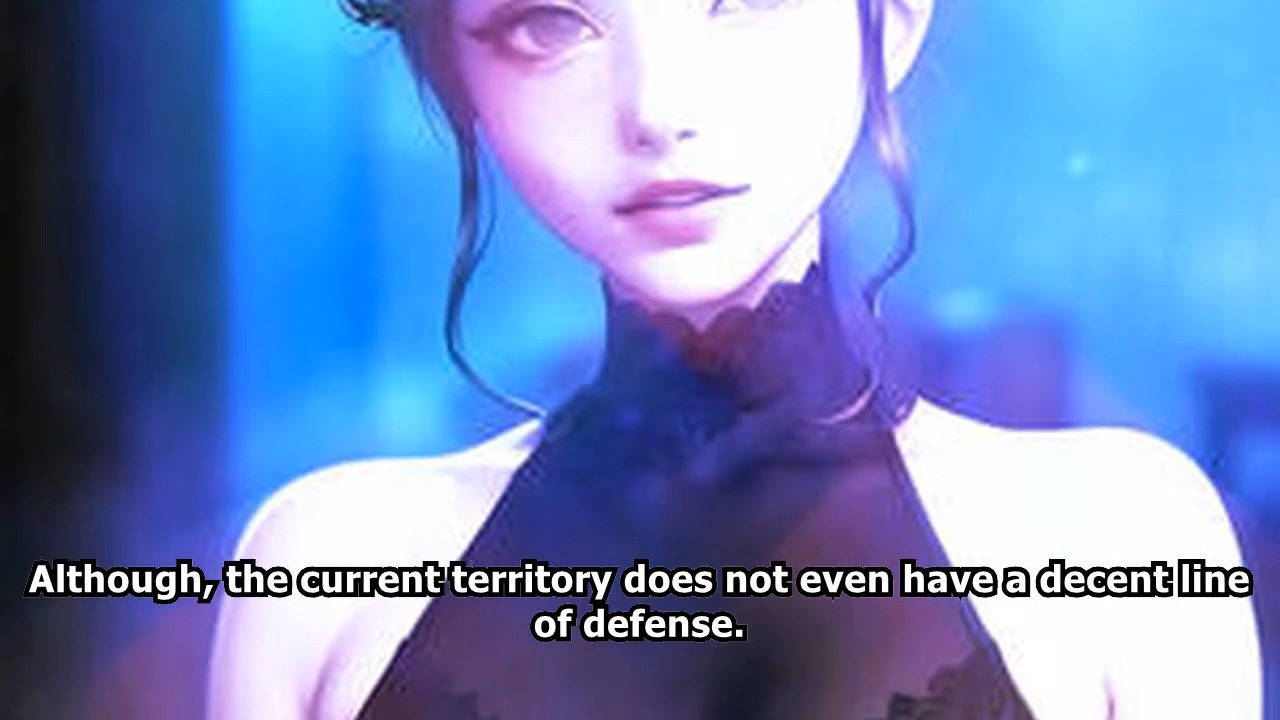 Although, the current territory does not even have a decent line
of defense.